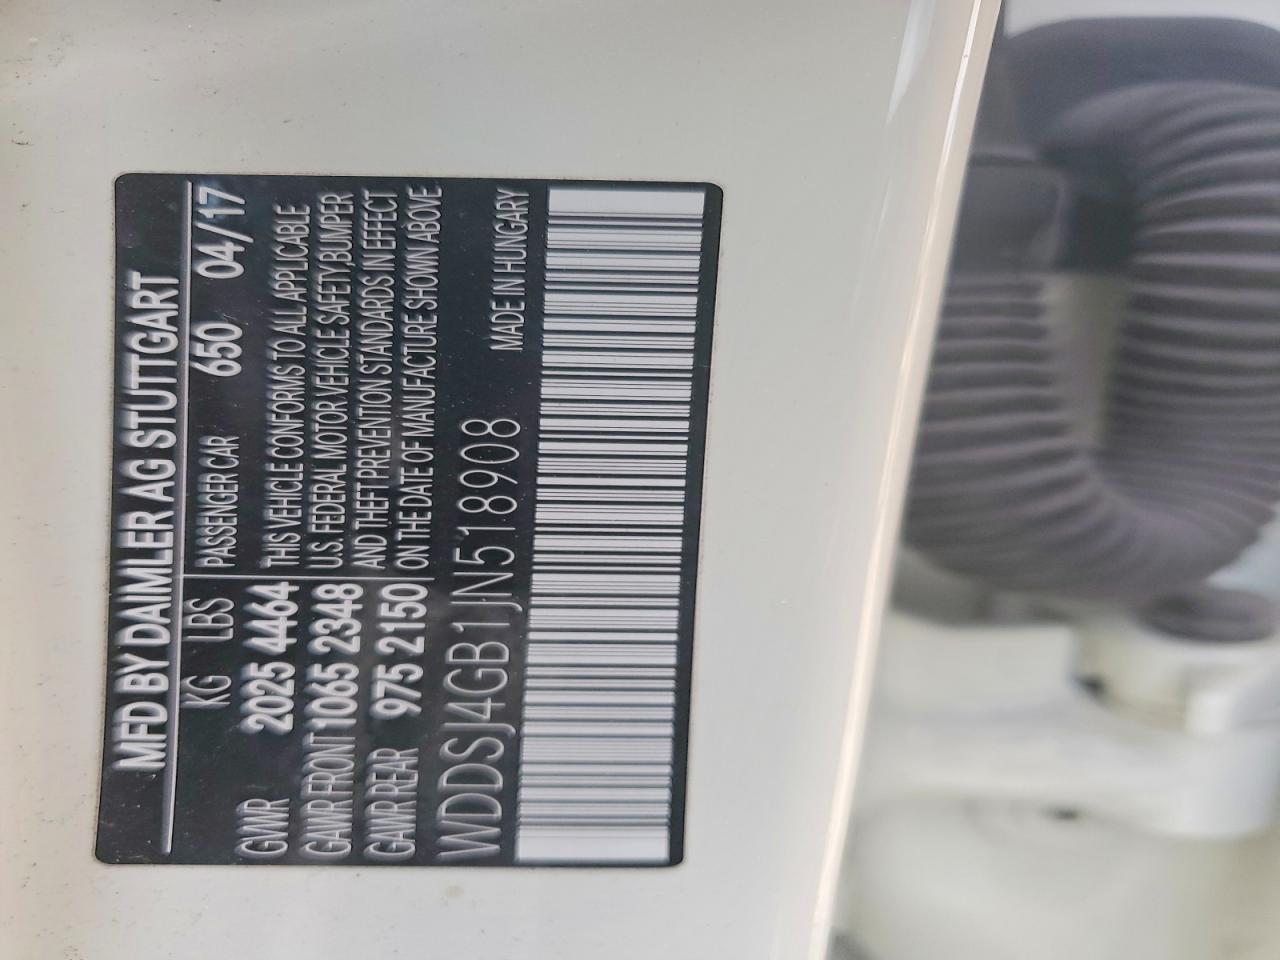 MFD BY DAIMLER AG STUTTGART
KG LBS PASSENGER CAR 650 04/17
GVWR 2025 4464 THIS VEHICLE CONFORMS TO ALL APPLICABLE
GAWR FRONT 1065 2348 U.S. FEDERAL MOTOR VEHICLE SAFETY,BUMPER
AND THEFT PREVENTION STANDARDS IN EFFECT
GAWR REAR 975 2150 ON THE DATE OF MANUFACTURE SHOWN ABOVE.
WDDSJ4GB1JN518908 MADE IN HUNGARY